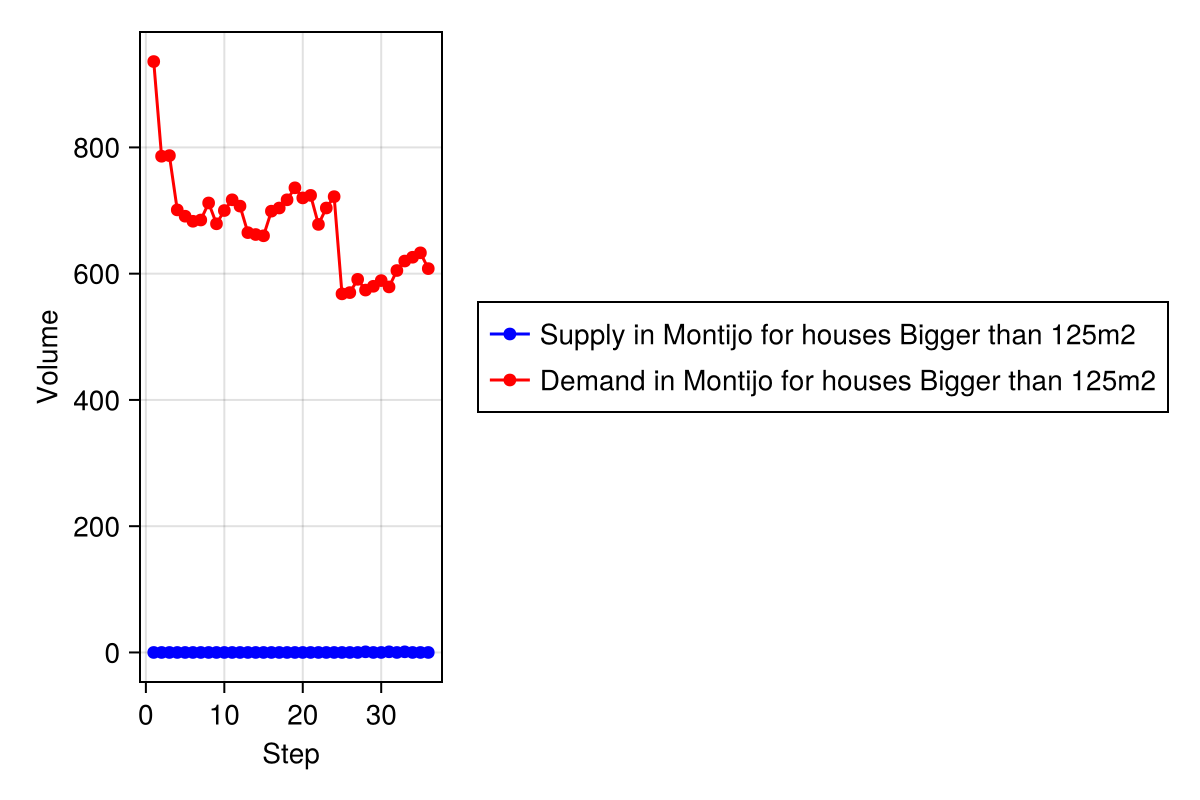 800
600
400
200
0
Volume
0 10 20 30
Step
Supply in Montijo for houses Bigger than 125m2
Demand in Montijo for houses Bigger than 125m2